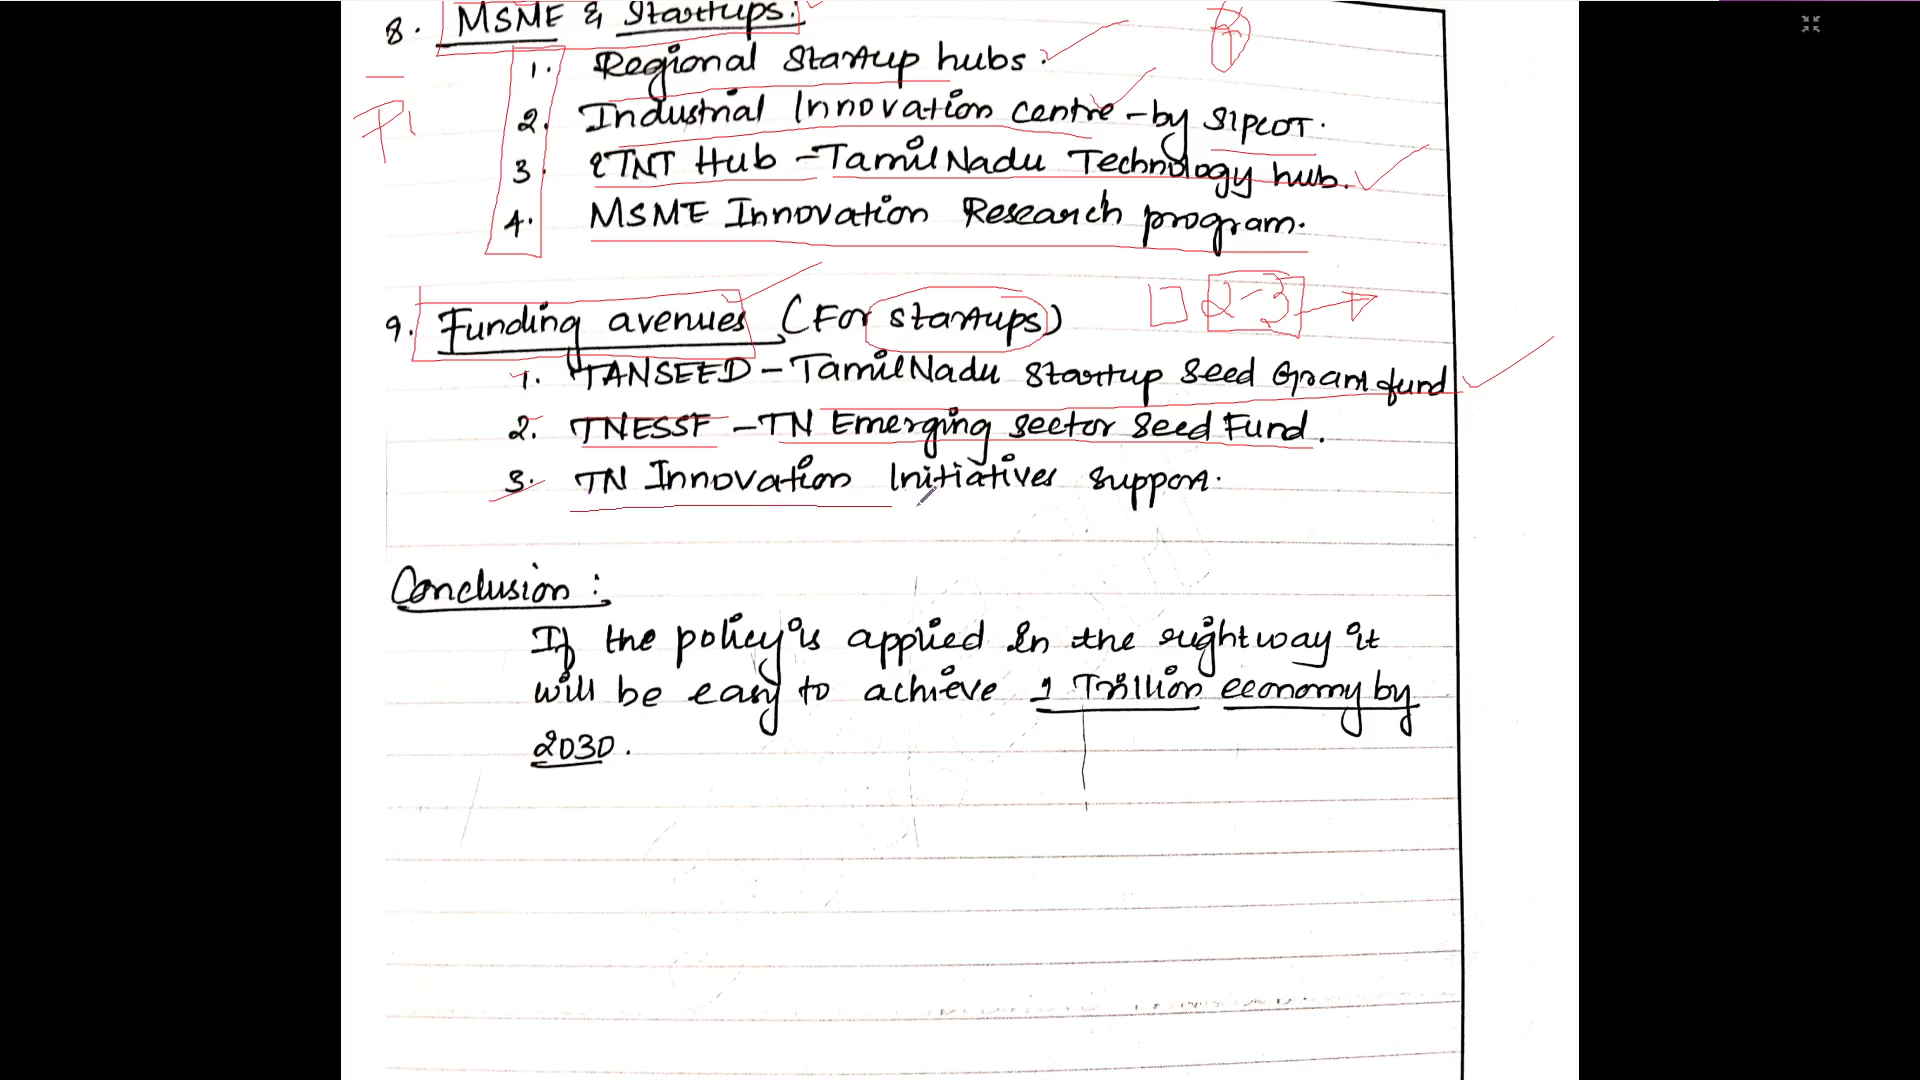 8. MSME & Startups:
1. Regional Startup hubs.
2. Industrial Innovation centre - by SIPCOT.
3. iTNT Hub - TamilNadu Technology hub.
4. MSME Innovation Research program.
P1
2-3
9. Funding avenues (For startups)
1. TANSEED - TamilNadu Startup Seed Grant fund
2. TNESSF - TN Emerging sector Seed Fund.
3. TN Innovation Initiatives support.
Conclusion:
If the policy is applied in the right way it
will be easy to achieve 1 Trillion economy by
2030.